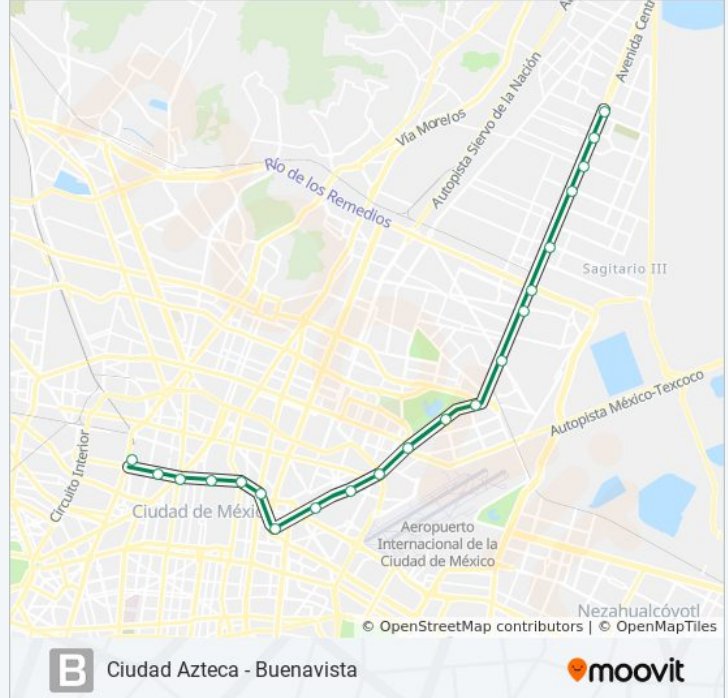 Avenida Cent
Vía Morelos
Autopista Siervo de la Nación
Río de los Remedios
Sagitario III
Autopista México-Texcoco
Circuito Interior
Ciudad de Méxi
Aeropuerto
Internacional de la
Ciudad de México
Nezahualcóyotl
© OpenStreetMap contributors | © OpenMapTiles
B Ciudad Azteca - Buenavista
moovit